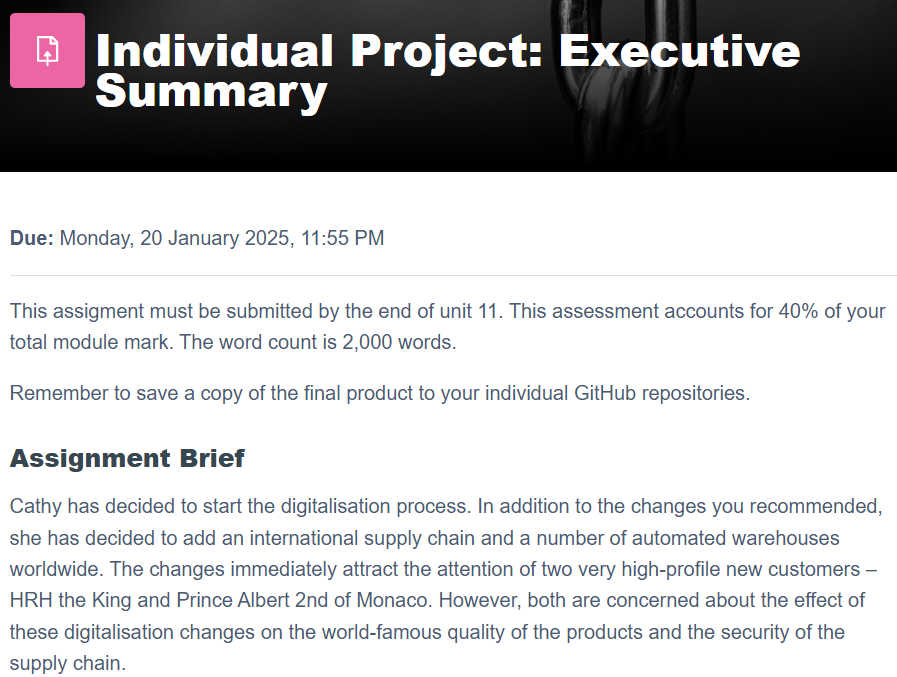 Individual Project: Executive
Summary
Due: Monday, 20 January 2025, 11:55 PM
This assigment must be submitted by the end of unit 11. This assessment accounts for 40% of your
total module mark. The word count is 2,000 words.
Remember to save a copy of the final product to your individual GitHub repositories.
Assignment Brief
Cathy has decided to start the digitalisation process. In addition to the changes you recommended,
she has decided to add an international supply chain and a number of automated warehouses
worldwide. The changes immediately attract the attention of two very high-profile new customers –
HRH the King and Prince Albert 2nd of Monaco. However, both are concerned about the effect of
these digitalisation changes on the world-famous quality of the products and the security of the
supply chain.